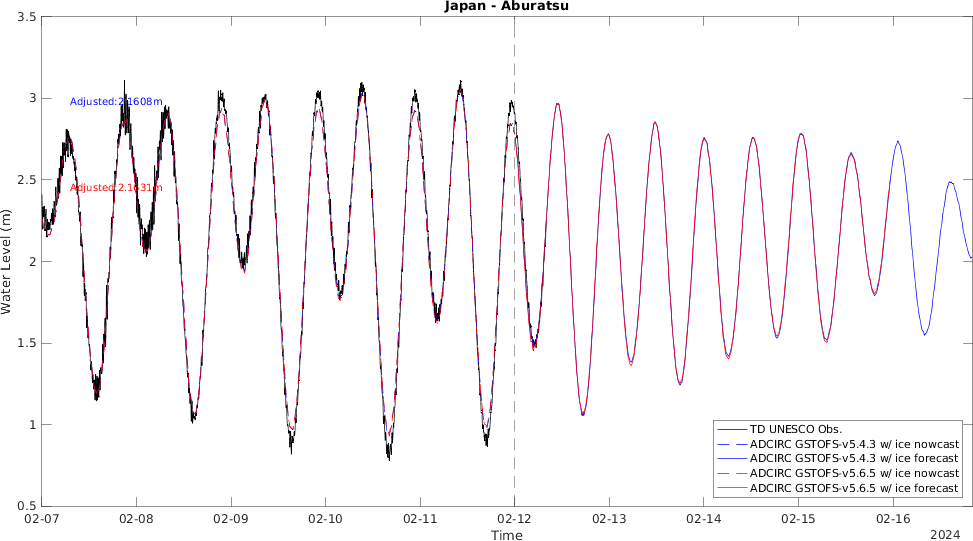 Japan - Aburatsu
3.5
3
2.5
2
1.5
1
0.5
Water Level (m)
Adjusted:2.1608m
Adjusted:2.1631m
TD UNESCO Obs.
ADCIRC GSTOFS-v5.4.3 w/ ice nowcast
ADCIRC GSTOFS-v5.4.3 w/ ice forecast
ADCIRC GSTOFS-v5.6.5 w/ ice nowcast
ADCIRC GSTOFS-v5.6.5 w/ ice forecast
02-07 02-08 02-09 02-10 02-11 02-12 02-13 02-14 02-15 02-16
Time
2024